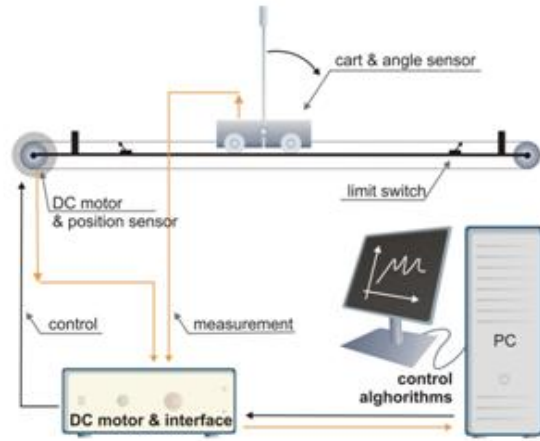 cart & angle sensor
limit switch
DC motor
& position sensor
control
measurement
PC
control
alghorithms
DC motor & interface